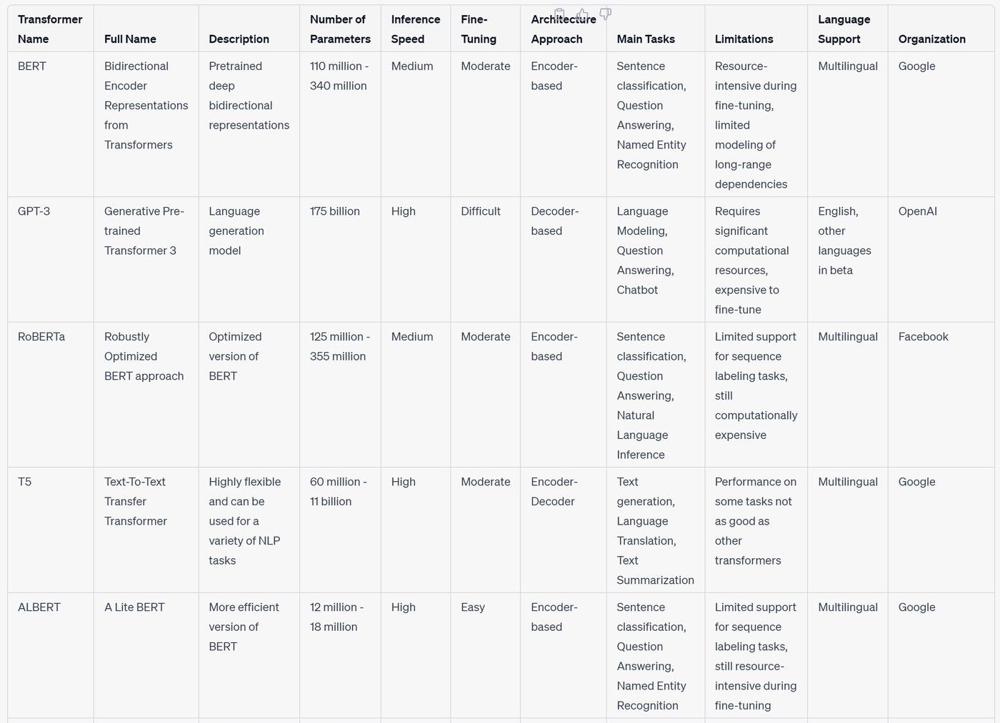 Transformer Name | Full Name | Description | Number of Parameters | Inference Speed | Fine-Tuning | Architecture Approach | Main Tasks | Limitations | Language Support | Organization
BERT | Bidirectional Encoder Representations from Transformers | Pretrained deep bidirectional representations | 110 million - 340 million | Medium | Moderate | Encoder-based | Sentence classification, Question Answering, Named Entity Recognition | Resource-intensive during fine-tuning, limited modeling of long-range dependencies | Multilingual | Google
GPT-3 | Generative Pre-trained Transformer 3 | Language generation model | 175 billion | High | Difficult | Decoder-based | Language Modeling, Question Answering, Chatbot | Requires significant computational resources, expensive to fine-tune | English, other languages in beta | OpenAI
RoBERTa | Robustly Optimized BERT approach | Optimized version of BERT | 125 million - 355 million | Medium | Moderate | Encoder-based | Sentence classification, Question Answering, Natural Language Inference | Limited support for sequence labeling tasks, still computationally expensive | Multilingual | Facebook
T5 | Text-To-Text Transfer Transformer | Highly flexible and can be used for a variety of NLP tasks | 60 million - 11 billion | High | Moderate | Encoder-Decoder | Text generation, Language Translation, Text Summarization | Performance on some tasks not as good as other transformers | Multilingual | Google
ALBERT | A Lite BERT | More efficient version of BERT | 12 million - 18 million | High | Easy | Encoder-based | Sentence classification, Question Answering, Named Entity Recognition | Limited support for sequence labeling tasks, still resource-intensive during fine-tuning | Multilingual | Google